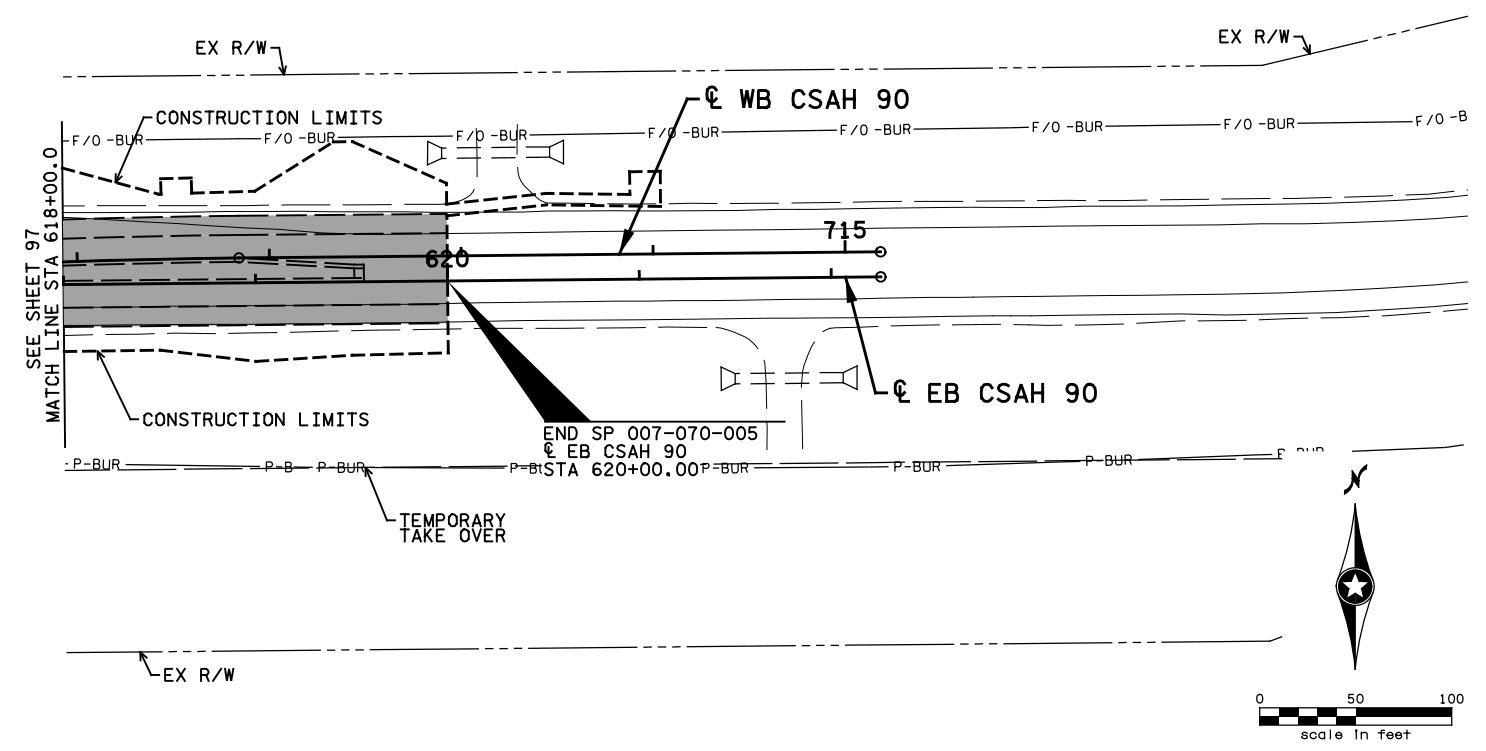 EX R/W
EX R/W
℄ WB CSAH 90
CONSTRUCTION LIMITS
F/O -BUR
F/O -BUR
F/O -BUR
F/O -BUR
F/O -BUR
F/O -BUR
F/O -BUR
F/O -B
SEE SHEET 97
MATCH LINE STA 618+00.0
715
620
℄ EB CSAH 90
CONSTRUCTION LIMITS
END SP 007-070-005
℄ EB CSAH 90
STA 620+00.00
P-BUR
P-B
P-BUR
P-BUR
P-BUR
P-BUR
TEMPORARY
TAKE OVER
N
EX R/W
0 50 100
scale in feet